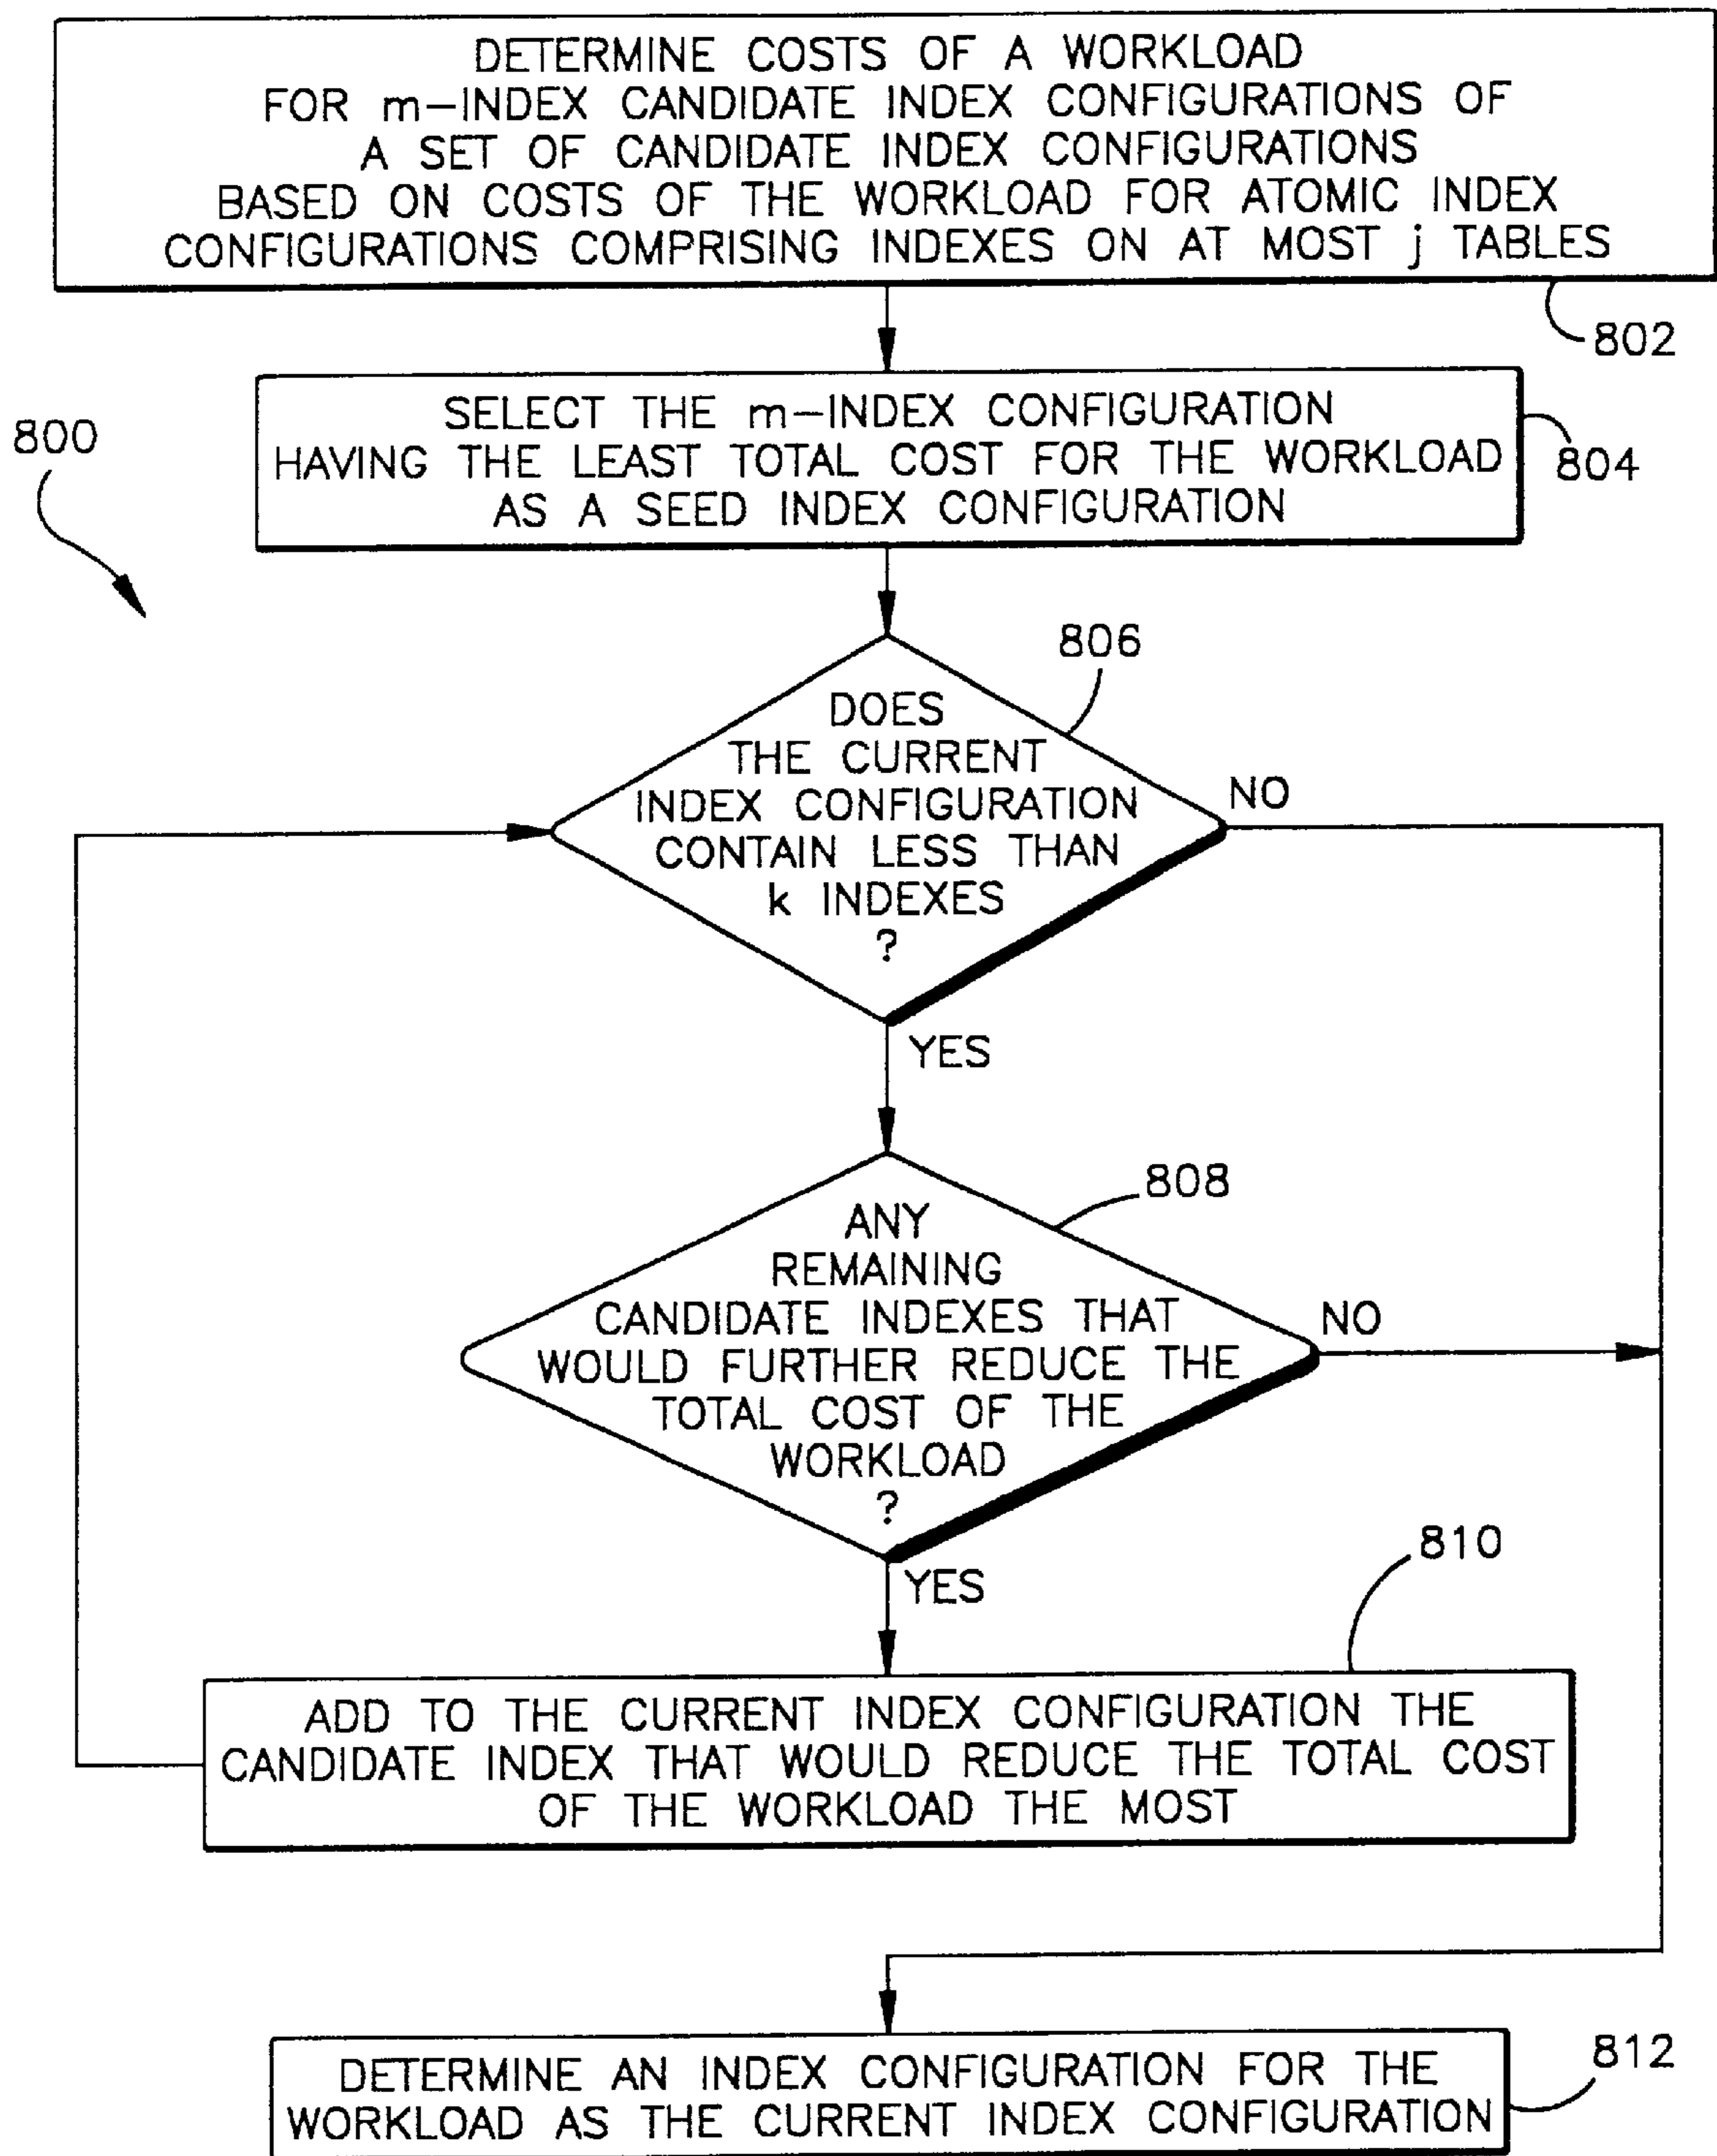 DETERMINE COSTS OF A WORKLOAD
FOR m-INDEX CANDIDATE INDEX CONFIGURATIONS OF
A SET OF CANDIDATE INDEX CONFIGURATIONS
BASED ON COSTS OF THE WORKLOAD FOR ATOMIC INDEX
CONFIGURATIONS COMPRISING INDEXES ON AT MOST j TABLES
802
SELECT THE m-INDEX CONFIGURATION
HAVING THE LEAST TOTAL COST FOR THE WORKLOAD
AS A SEED INDEX CONFIGURATION
804
800
806
DOES
THE CURRENT
INDEX CONFIGURATION
CONTAIN LESS THAN
k INDEXES
?
NO
YES
808
ANY
REMAINING
CANDIDATE INDEXES THAT
WOULD FURTHER REDUCE THE
TOTAL COST OF THE
WORKLOAD
?
NO
YES
810
ADD TO THE CURRENT INDEX CONFIGURATION THE
CANDIDATE INDEX THAT WOULD REDUCE THE TOTAL COST
OF THE WORKLOAD THE MOST
DETERMINE AN INDEX CONFIGURATION FOR THE
WORKLOAD AS THE CURRENT INDEX CONFIGURATION
812